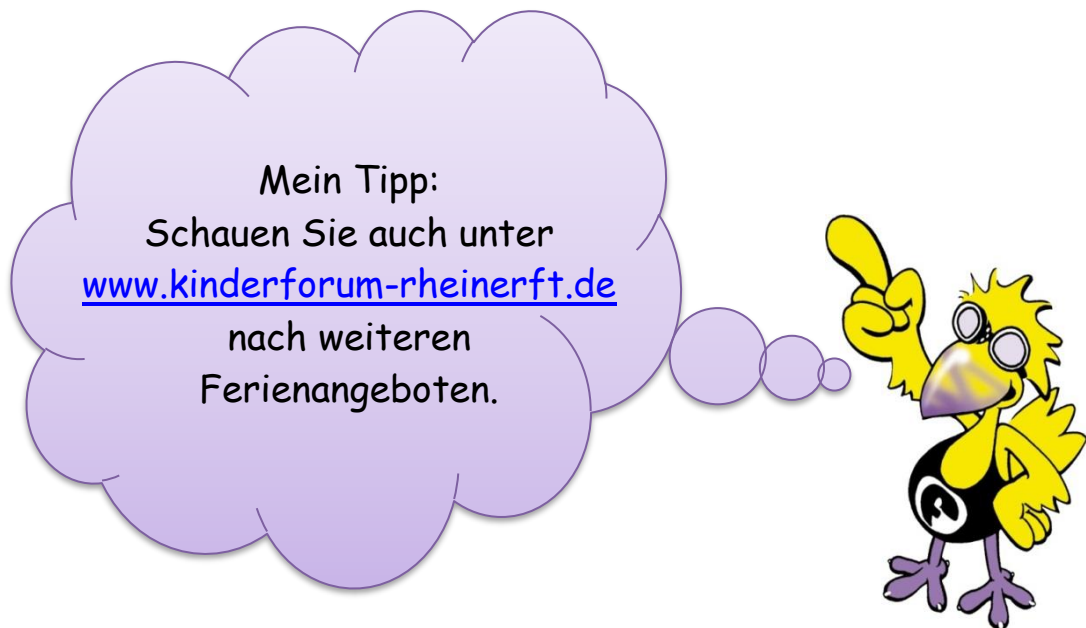 Mein Tipp:
Schauen Sie auch unter
www.kinderforum-rheinerft.de
nach weiteren
Ferienangeboten.